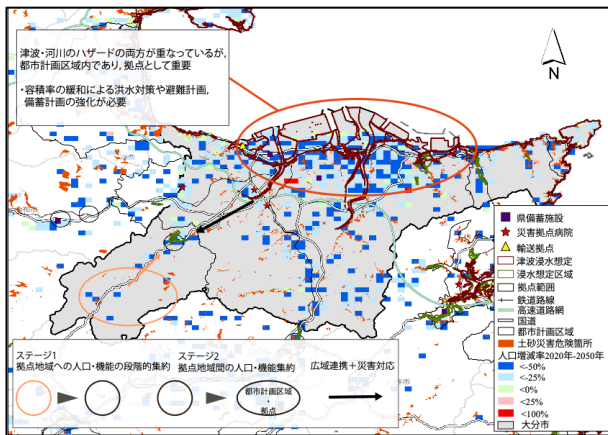 津波・河川のハザードの両方が重なっているが,
都市計画区域内であり, 拠点として重要
・容積率の緩和による洪水対策や避難計画,
備蓄計画の強化が必要
N
県備蓄施設
災害拠点病院
輸送拠点
津波浸水想定
浸水想定区域
拠点範囲
鉄道路線
高速道路網
国道
都市計画区域
土砂災害危険箇所
人口増減率2020年-2050年
<-50%
<-25%
<0%
<25%
<100%
大分市
ステージ1
拠点地域への人口・機能の段階的集約
ステージ2
拠点地域間の人口・機能集約
広域連携+災害対応
都市計画区域
・
拠点